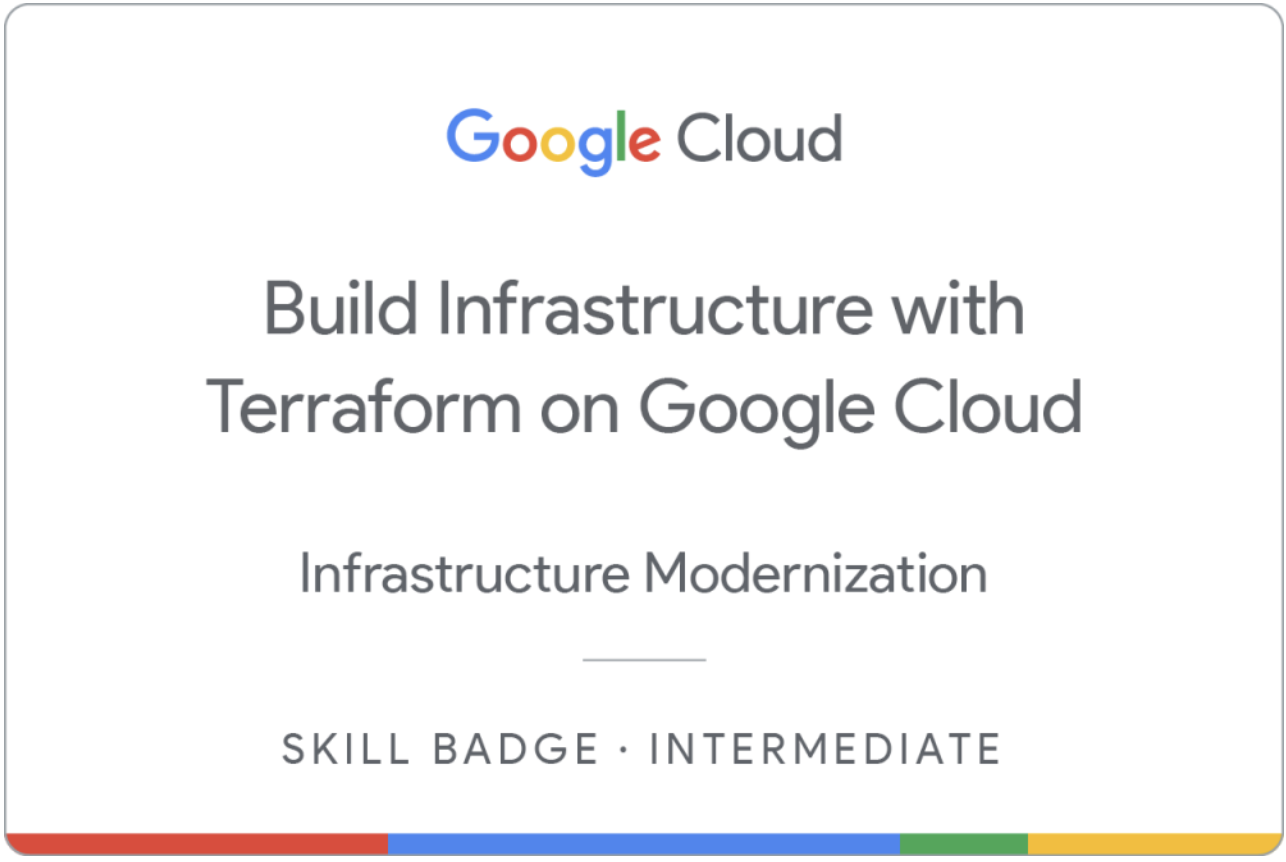 Google Cloud
Build Infrastructure with
Terraform on Google Cloud
Infrastructure Modernization
SKILL BADGE · INTERMEDIATE